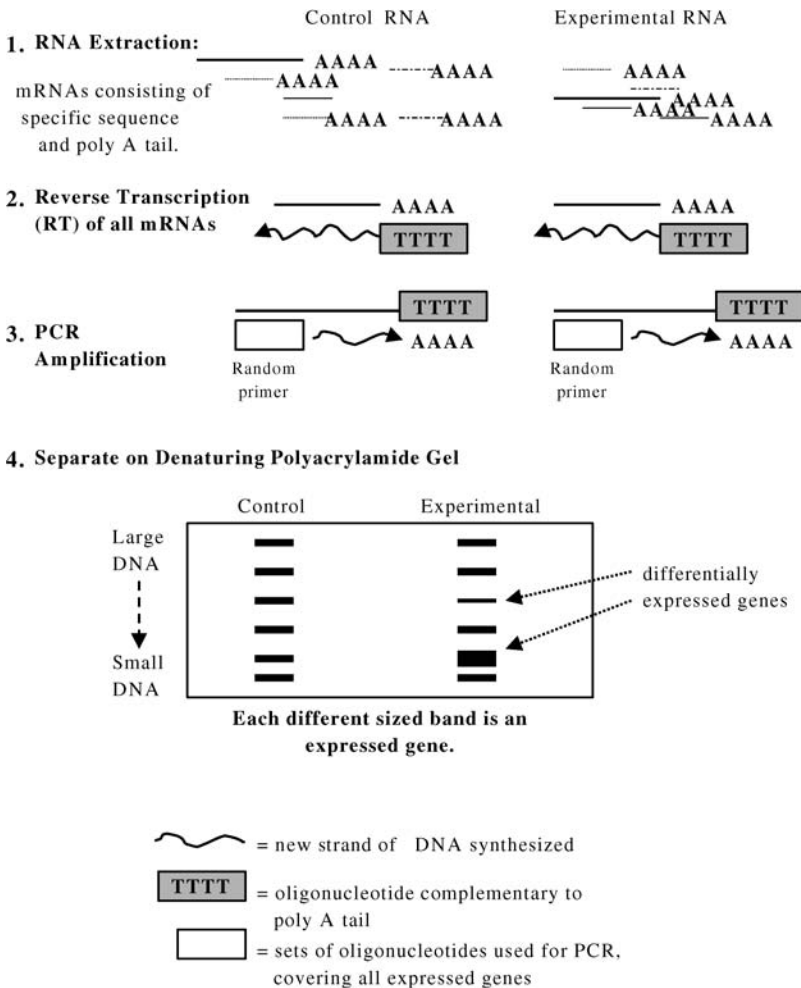 Control RNA
Experimental RNA
1. RNA Extraction:
AAAA
AAAA
AAAA
AAAA
AAAA
AAAA
AAAA
AAAA
AAAA
mRNAs consisting of
specific sequence
and poly A tail.
2. Reverse Transcription
(RT) of all mRNAs
AAAA
TTTT
AAAA
TTTT
3. PCR
Amplification
TTTT
AAAA
Random
primer
TTTT
AAAA
Random
primer
4. Separate on Denaturing Polyacrylamide Gel
Control
Experimental
Large
DNA
Small
DNA
differentially
expressed genes
Each different sized band is an
expressed gene.
= new strand of DNA synthesized
TTTT = oligonucleotide complementary to
poly A tail
= sets of oligonucleotides used for PCR,
covering all expressed genes